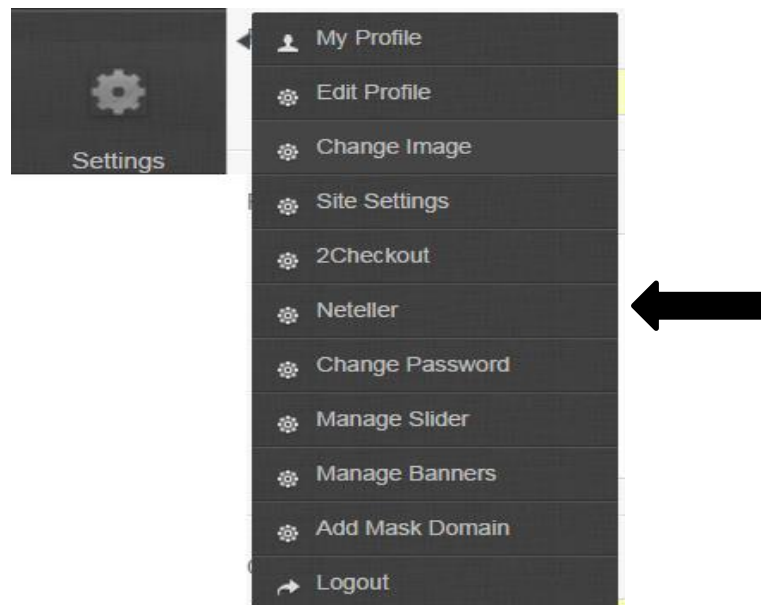 Settings
My Profile
Edit Profile
Change Image
Site Settings
2Checkout
Neteller
Change Password
Manage Slider
Manage Banners
Add Mask Domain
Logout